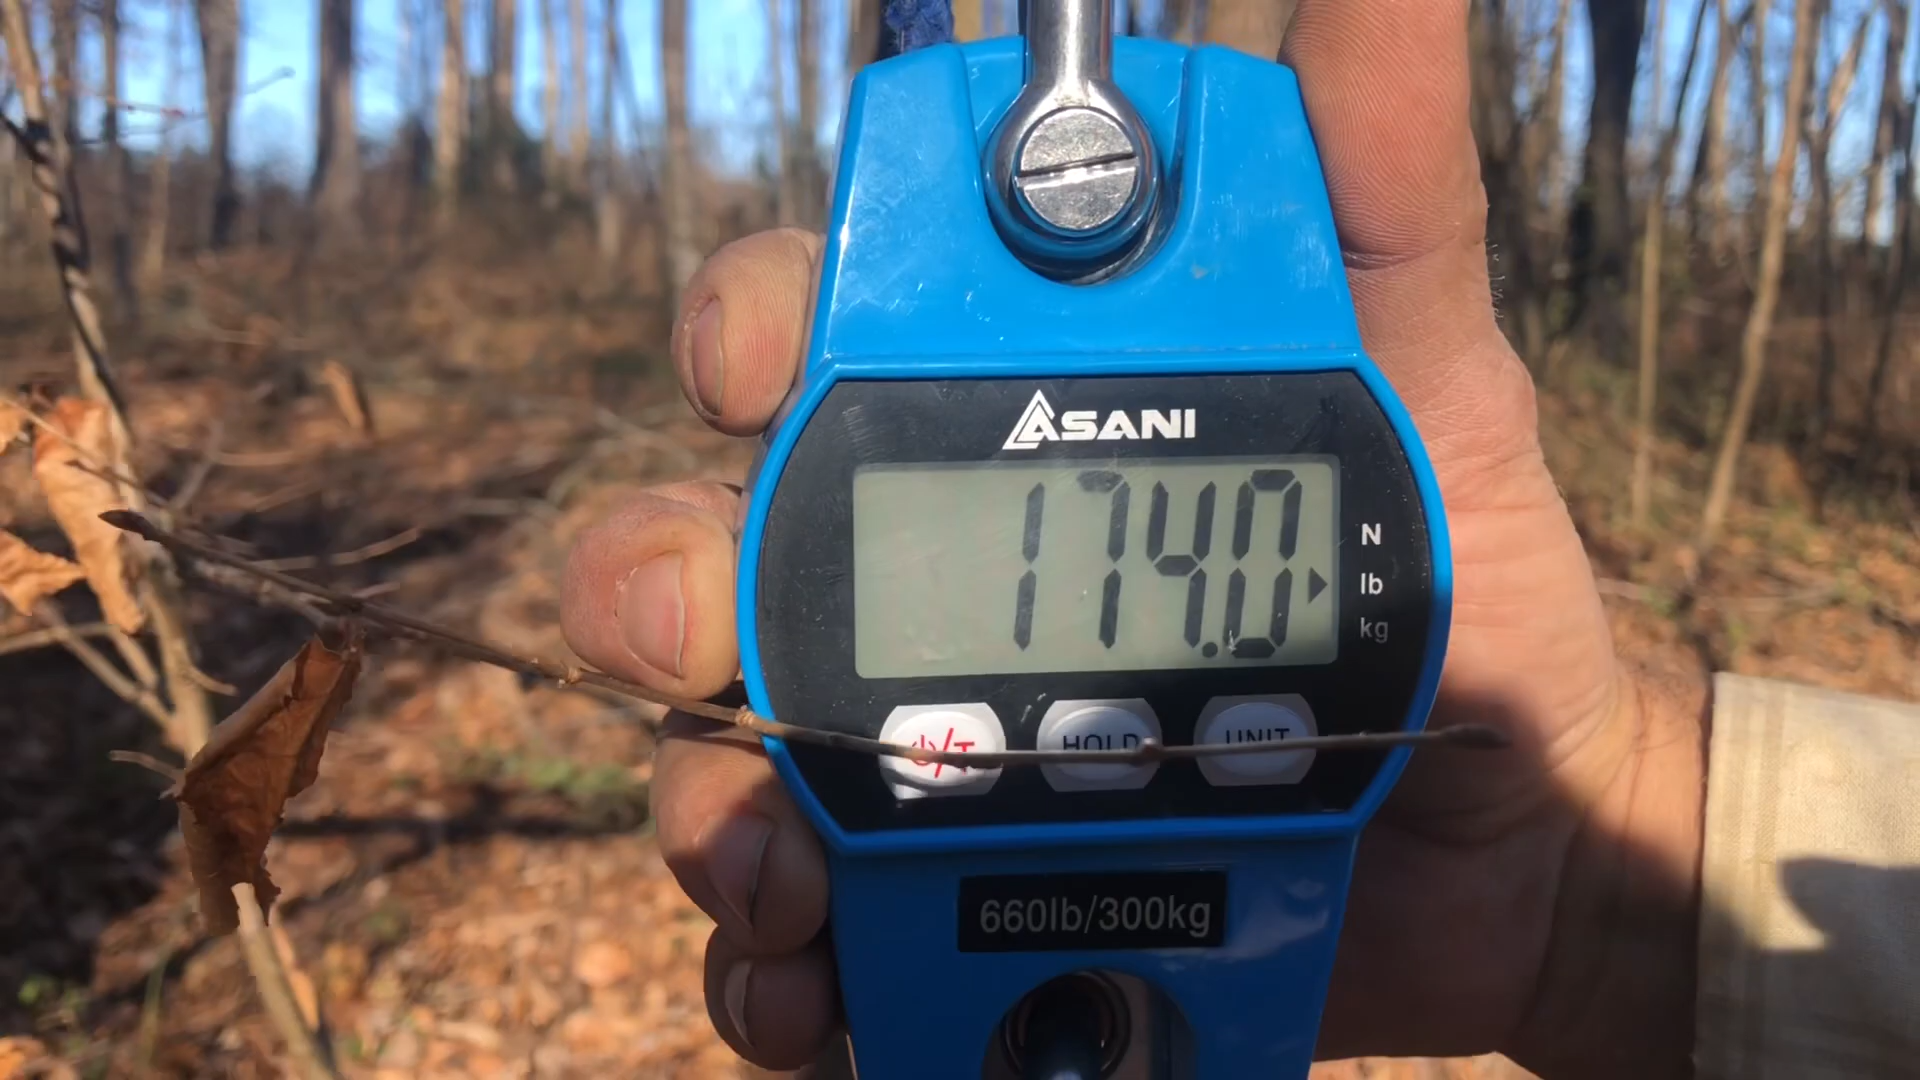 ASANI
174.0
N
lb
kg
⏻/T HOLD UNIT
660lb/300kg